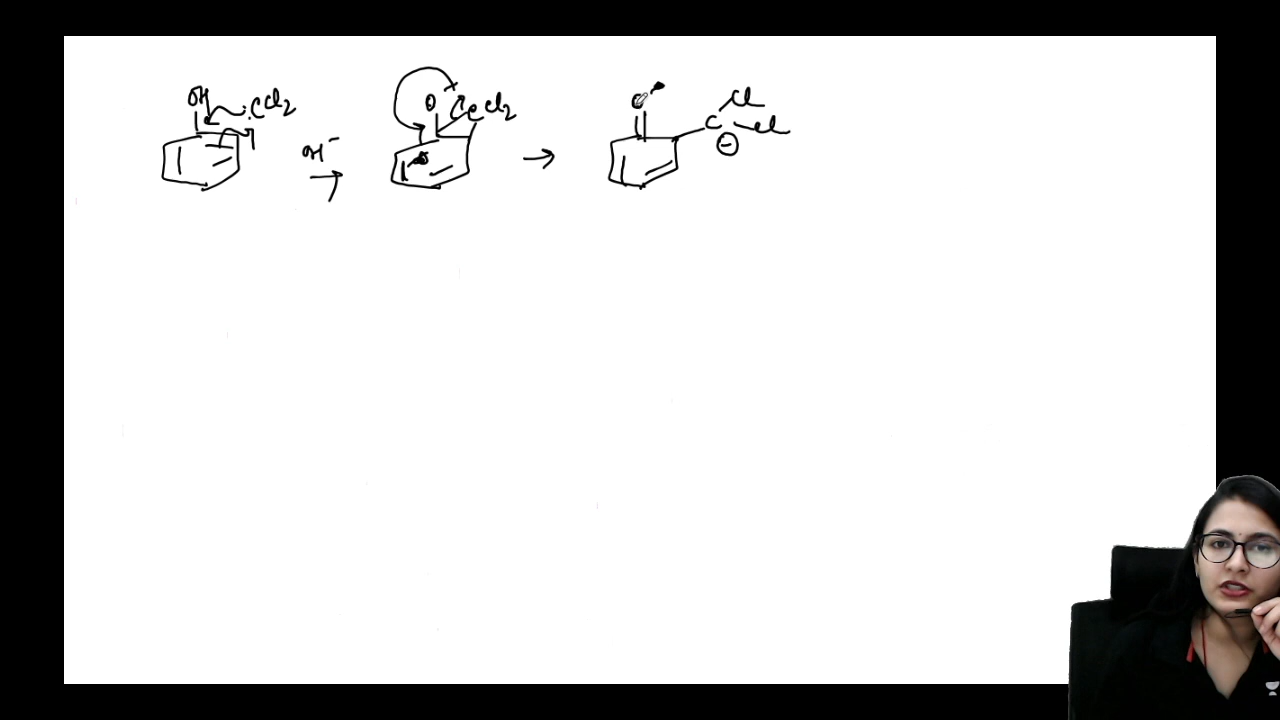 OH :CCl2 OH⁻ → O CCl2 → O C Cl Cl ⊖